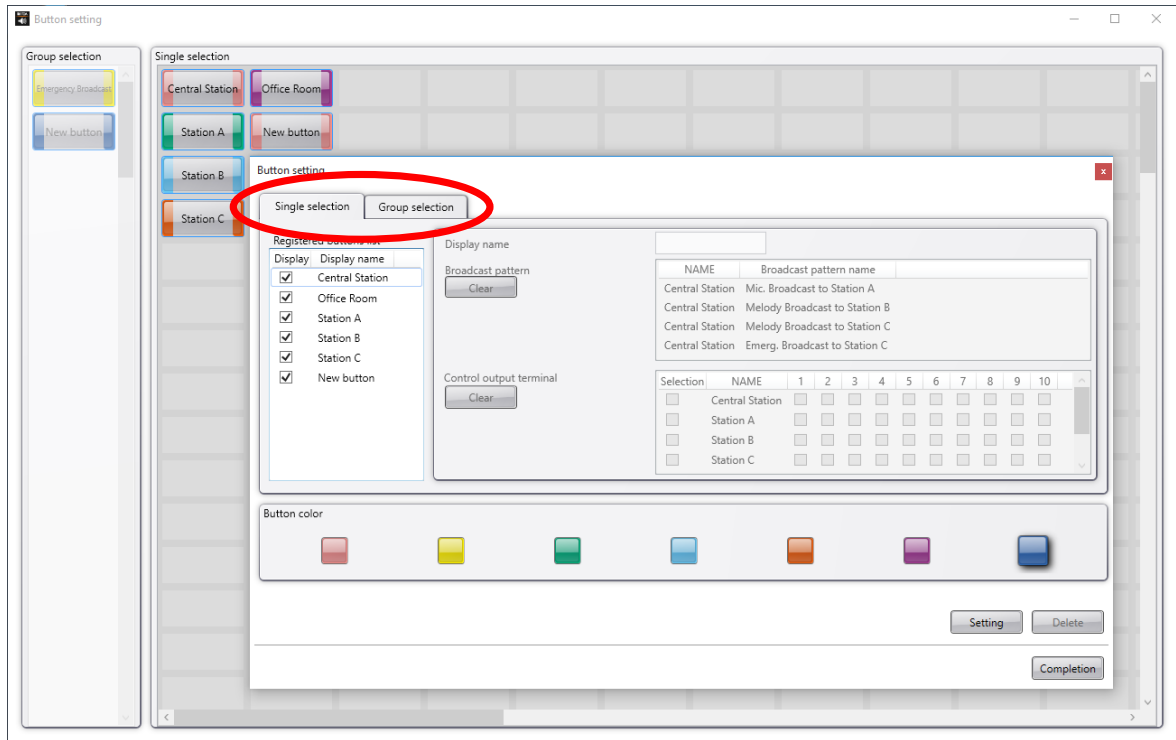 Button setting
Group selection
Emergency Broadcast
New button
Single selection
Central Station Office Room
Station A New button
Station B
Station C
Button setting
x
Single selection Group selection
Registered buttons list
Display Display name
Central Station
Office Room
Station A
Station B
Station C
New button
Display name
Broadcast pattern
Clear
NAME Broadcast pattern name
Central Station Mic. Broadcast to Station A
Central Station Melody Broadcast to Station B
Central Station Melody Broadcast to Station C
Central Station Emerg. Broadcast to Station C
Control output terminal
Clear
Selection NAME 1 2 3 4 5 6 7 8 9 10
Central Station
Station A
Station B
Station C
Button color
Setting Delete
Completion